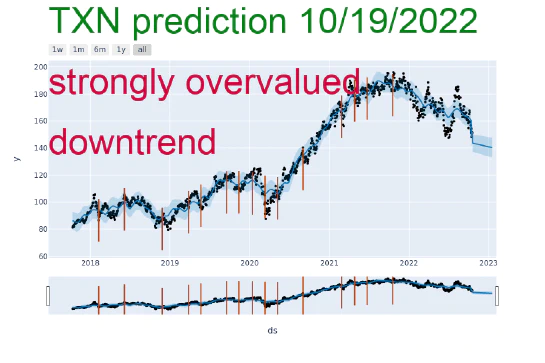 TXN prediction 10/19/2022
1w 1m 6m 1y all
200
strongly overvalued
180
160
downtrend
140
120
100
80
60
y
2018 2019 2020 2021 2022 2023
ds